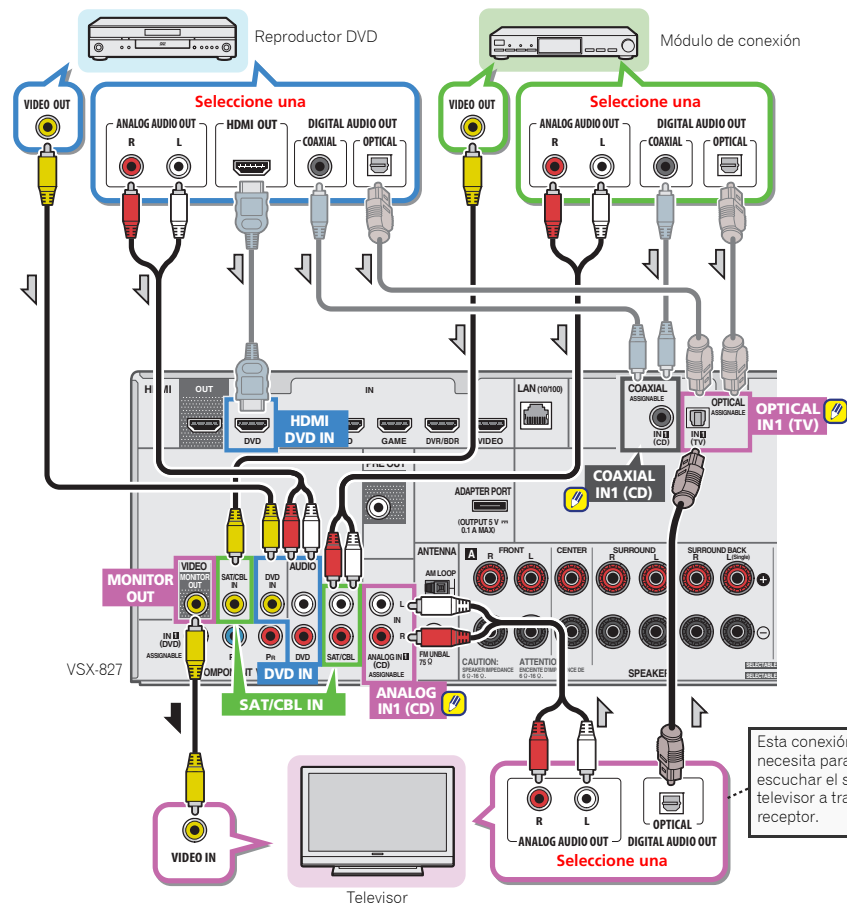 Reproductor DVD
Módulo de conexión
VIDEO OUT
Seleccione una
ANALOG AUDIO OUT
R L
HDMI OUT
DIGITAL AUDIO OUT
COAXIAL OPTICAL
VIDEO OUT
Seleccione una
ANALOG AUDIO OUT
R L
DIGITAL AUDIO OUT
COAXIAL OPTICAL
OUT
IN
LAN (10/100)
DVD
GAME
DVR/BDR
VIDEO
HDMI
DVD IN
COAXIAL
ASSIGNABLE
IN 1
(CD)
OPTICAL
ASSIGNABLE
IN 1
(TV)
OPTICAL
IN1 (TV)
COAXIAL
IN1 (CD)
PRE OUT
ADAPTER PORT
(OUTPUT 5 V
0.1 A MAX)
VIDEO
MONITOR
OUT
SAT/CBL
IN
DVD
IN
AUDIO
MONITOR
OUT
ANTENNA
AM LOOP
FM UNBAL
75 Ω
A
FRONT
R L
CENTER
SURROUND
R L
SURROUND BACK
R L (Single)
L
IN
R
IN 1
(DVD)
ASSIGNABLE
PR
DVD
SAT/CBL
ANALOG IN 1
(CD)
ASSIGNABLE
CAUTION:
SPEAKER IMPEDANCE
6 Ω-16 Ω.
SELECTABLE
SELECTABLE
VSX-827
DVD IN
SAT/CBL IN
ANALOG
IN1 (CD)
Esta conexión
necesita para
escuchar el
televisor a
receptor.
VIDEO IN
R L
ANALOG AUDIO OUT
OPTICAL
DIGITAL AUDIO OUT
Seleccione una
Televisor